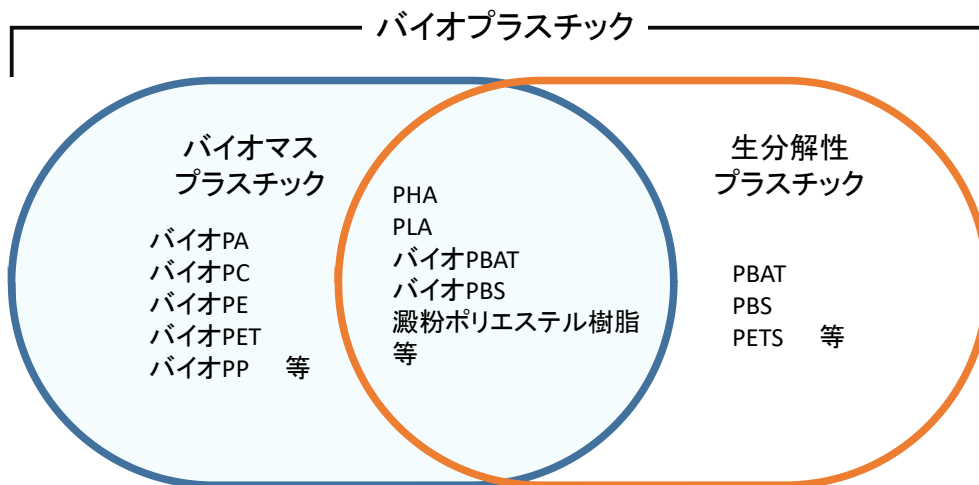 バイオプラスチック
バイオマス
プラスチック
バイオPA
バイオPC
バイオPE
バイオPET
バイオPP 等
PHA
PLA
バイオPBAT
バイオPBS
澱粉ポリエステル樹脂
等
生分解性
プラスチック
PBAT
PBS
PETS 等